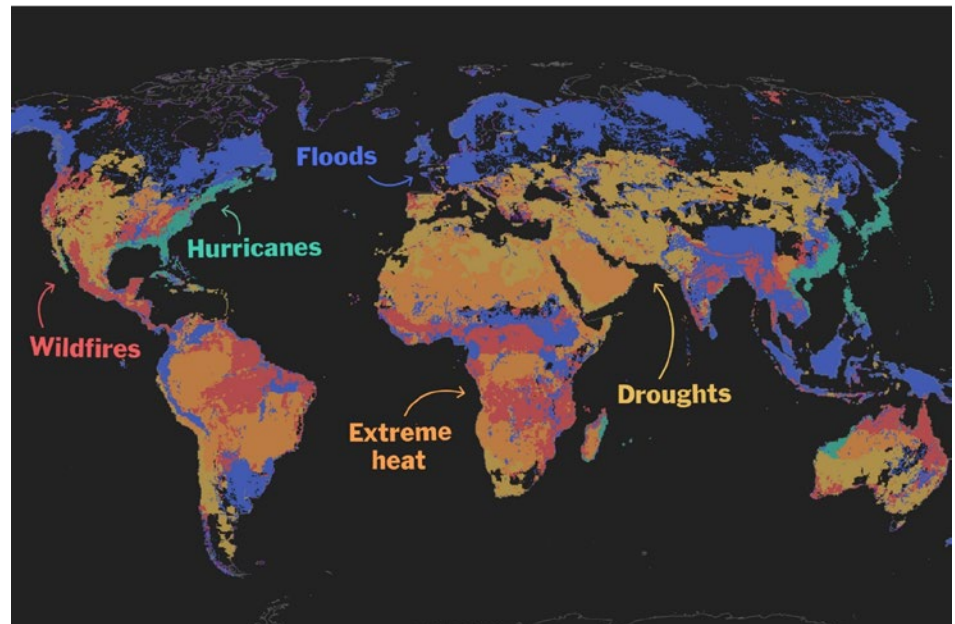 Floods
Hurricanes
Wildfires
Droughts
Extreme
heat